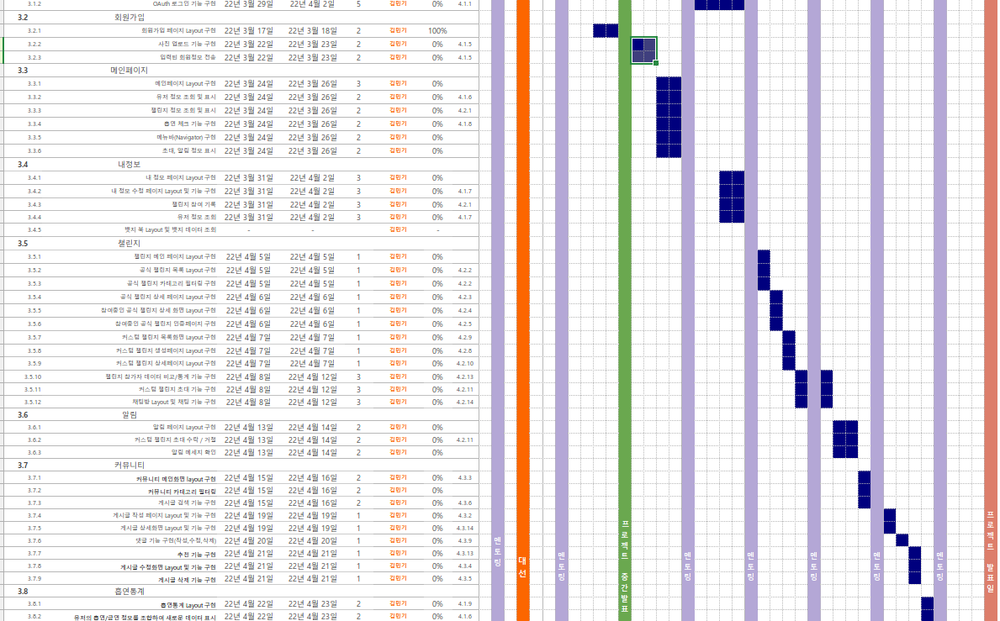 3.1.2 OAuth 로그인 기능 구현 22년 3월 29일 22년 4월 2일 5 김민기 0% 4.1.1
3.2 회원가입
3.2.1 회원가입 페이지 Layout 구현 22년 3월 17일 22년 3월 18일 2 김민기 100%
3.2.2 사진 업로드 기능 구현 22년 3월 22일 22년 3월 23일 2 김민기 0% 4.1.5
3.2.3 입력된 회원정보 전송 22년 3월 22일 22년 3월 23일 2 김민기 0% 4.1.5
3.3 메인페이지
3.3.1 메인페이지 Layout 구현 22년 3월 24일 22년 3월 26일 3 김민기 0%
3.3.2 유저 정보 조회 및 표시 22년 3월 24일 22년 3월 26일 2 김민기 0% 4.1.6
3.3.3 챌린지 정보 조회 및 표시 22년 3월 24일 22년 3월 26일 2 김민기 0% 4.2.1
3.3.4 흡연 체크 기능 구현 22년 3월 24일 22년 3월 26일 2 김민기 0% 4.1.8
3.3.5 메뉴바(Navigator) 구현 22년 3월 24일 22년 3월 26일 2 김민기 0%
3.3.6 초대, 알림 정보 표시 22년 3월 24일 22년 3월 26일 2 김민기 0%
3.4 내정보
3.4.1 내 정보 페이지 Layout 구현 22년 3월 31일 22년 4월 2일 3 김민기 0%
3.4.2 내 정보 수정 페이지 Layout 및 기능 구현 22년 3월 31일 22년 4월 2일 3 김민기 0% 4.1.7
3.4.3 챌린지 참여 기록 22년 3월 31일 22년 4월 2일 3 김민기 0% 4.2.1
3.4.4 유저 정보 조회 22년 3월 31일 22년 4월 2일 3 김민기 0% 4.1.7
3.4.5 뱃지 북 Layout 및 뱃지 데이터 조회 - - 김민기 -
3.5 챌린지
3.5.1 챌린지 메인 페이지 Layout 구현 22년 4월 5일 22년 4월 5일 1 김민기 0%
3.5.2 공식 챌린지 목록 Layout 구현 22년 4월 5일 22년 4월 5일 1 김민기 0% 4.2.2
3.5.3 공식 챌린지 카테고리 필터링 구현 22년 4월 5일 22년 4월 5일 1 김민기 0% 4.2.2
3.5.4 공식 챌린지 상세 페이지 Layout 구현 22년 4월 6일 22년 4월 6일 1 김민기 0% 4.2.3
3.5.5 참여중인 공식 챌린지 상세 화면 Layout 구현 22년 4월 6일 22년 4월 6일 1 김민기 0% 4.2.4
3.5.6 참여중인 공식 챌린지 인증페이지 구현 22년 4월 6일 22년 4월 6일 1 김민기 0% 4.2.5
3.5.7 커스텀 챌린지 목록화면 Layout 구현 22년 4월 7일 22년 4월 7일 1 김민기 0% 4.2.9
3.5.8 커스텀 챌린지 생성페이지 Layout 구현 22년 4월 7일 22년 4월 7일 1 김민기 0% 4.2.8
3.5.9 커스텀 챌린지 상세페이지 Layout 구현 22년 4월 7일 22년 4월 7일 1 김민기 0% 4.2.10
3.5.10 챌린지 참가자 데이터 비교/통계 기능 구현 22년 4월 8일 22년 4월 12일 3 김민기 0% 4.2.13
3.5.11 커스텀 챌린지 초대 기능 구현 22년 4월 8일 22년 4월 12일 3 김민기 0% 4.2.11
3.5.12 채팅방 Layout 및 채팅 기능 구현 22년 4월 8일 22년 4월 12일 3 김민기 0% 4.2.14
3.6 알림
3.6.1 알림 페이지 Layout 구현 22년 4월 13일 22년 4월 14일 2 김민기 0%
3.6.2 커스텀 챌린지 초대 수락 / 거절 22년 4월 13일 22년 4월 14일 2 김민기 0% 4.2.11
3.6.3 알림 메세지 확인 22년 4월 13일 22년 4월 14일 2 김민기 0%
3.7 커뮤니티
3.7.1 커뮤니티 메인화면 layout 구현 22년 4월 15일 22년 4월 16일 2 김민기 0% 4.3.3
3.7.2 커뮤니티 카테고리 필터링 22년 4월 15일 22년 4월 16일 2 김민기 0%
3.7.3 게시글 검색 기능 구현 22년 4월 15일 22년 4월 16일 2 김민기 0% 4.3.6
3.7.4 게시글 작성 페이지 Layout 및 기능 구현 22년 4월 19일 22년 4월 19일 1 김민기 0% 4.3.2
3.7.5 게시글 상세화면 Layout 및 기능 구현 22년 4월 19일 22년 4월 19일 1 김민기 0% 4.3.14
3.7.6 댓글 기능 구현(작성,수정,삭제) 22년 4월 20일 22년 4월 20일 1 김민기 0% 4.3.9
3.7.7 추천 기능 구현 22년 4월 21일 22년 4월 21일 1 김민기 0% 4.3.13
3.7.8 게시글 수정화면 Layout 및 기능 구현 22년 4월 21일 22년 4월 21일 1 김민기 0% 4.3.4
3.7.9 게시글 삭제 기능 구현 22년 4월 21일 22년 4월 21일 1 김민기 0% 4.3.5
3.8 흡연통계
3.8.1 흡연통계 Layout 구현 22년 4월 22일 22년 4월 23일 2 김민기 0% 4.1.9
3.8.2 유저의 흡연/금연 정보를 조합하여 새로운 데이터 표시 22년 4월 22일 22년 4월 23일 2 김민기 0% 4.1.6
멘토링
대선
멘토링
프로젝트 중간발표
멘토링
멘토링
멘토링
멘토링
멘토링
프로젝트 발표일